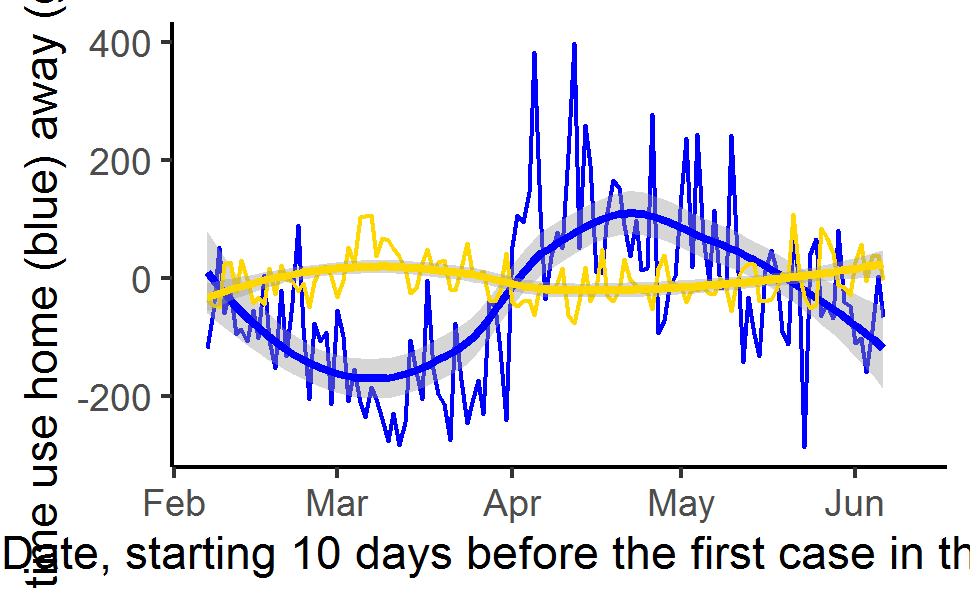 time use home (blue) away (
400
200
0
-200
Feb Mar Apr May Jun
Date, starting 10 days before the first case in th